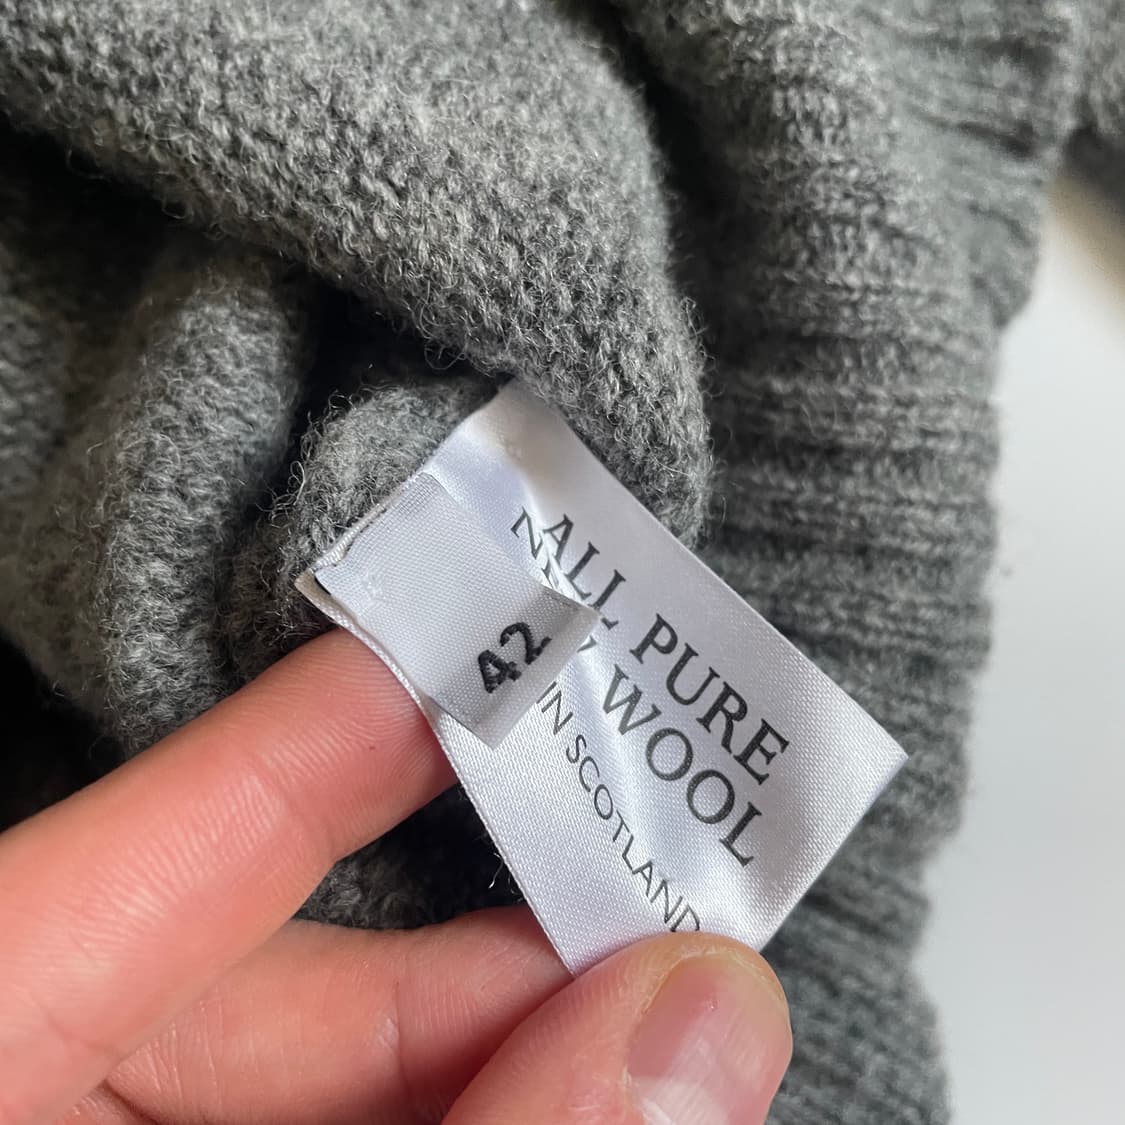 ALL PURE
WOOL
IN SCOTLAND
42